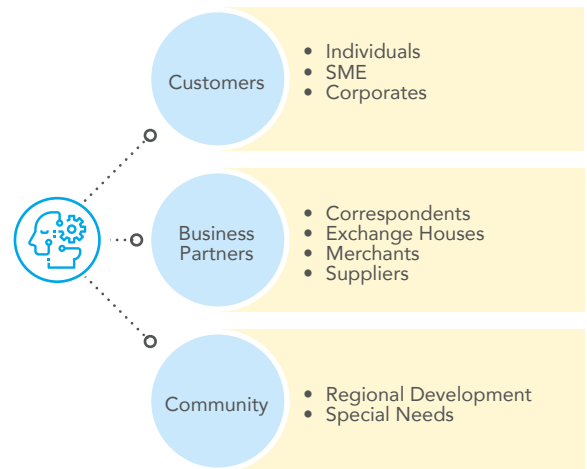 Customers
• Individuals
• SME
• Corporates
Business
Partners
• Correspondents
• Exchange Houses
• Merchants
• Suppliers
Community
• Regional Development
• Special Needs